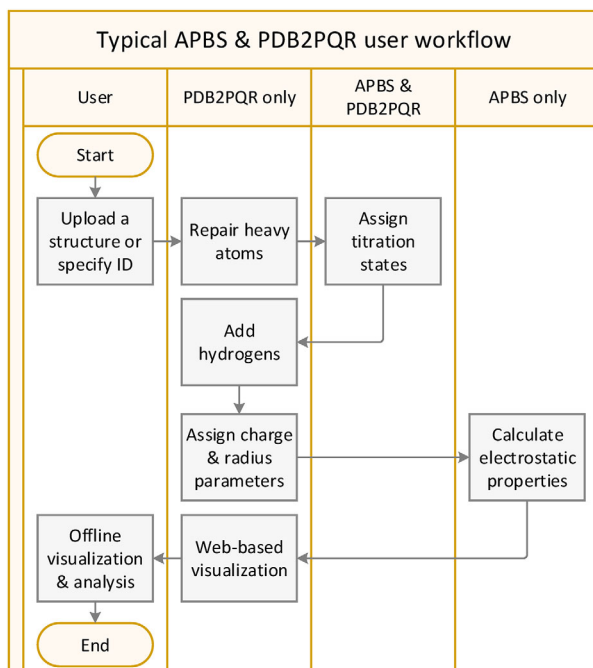 Typical APBS & PDB2PQR user workflow
User
PDB2PQR only
APBS &
PDB2PQR
APBS only
Start
Upload a
structure or
specify ID
Repair heavy
atoms
Assign
titration
states
Add
hydrogens
Assign charge
& radius
parameters
Calculate
electrostatic
properties
Offline
visualization
& analysis
Web-based
visualization
End